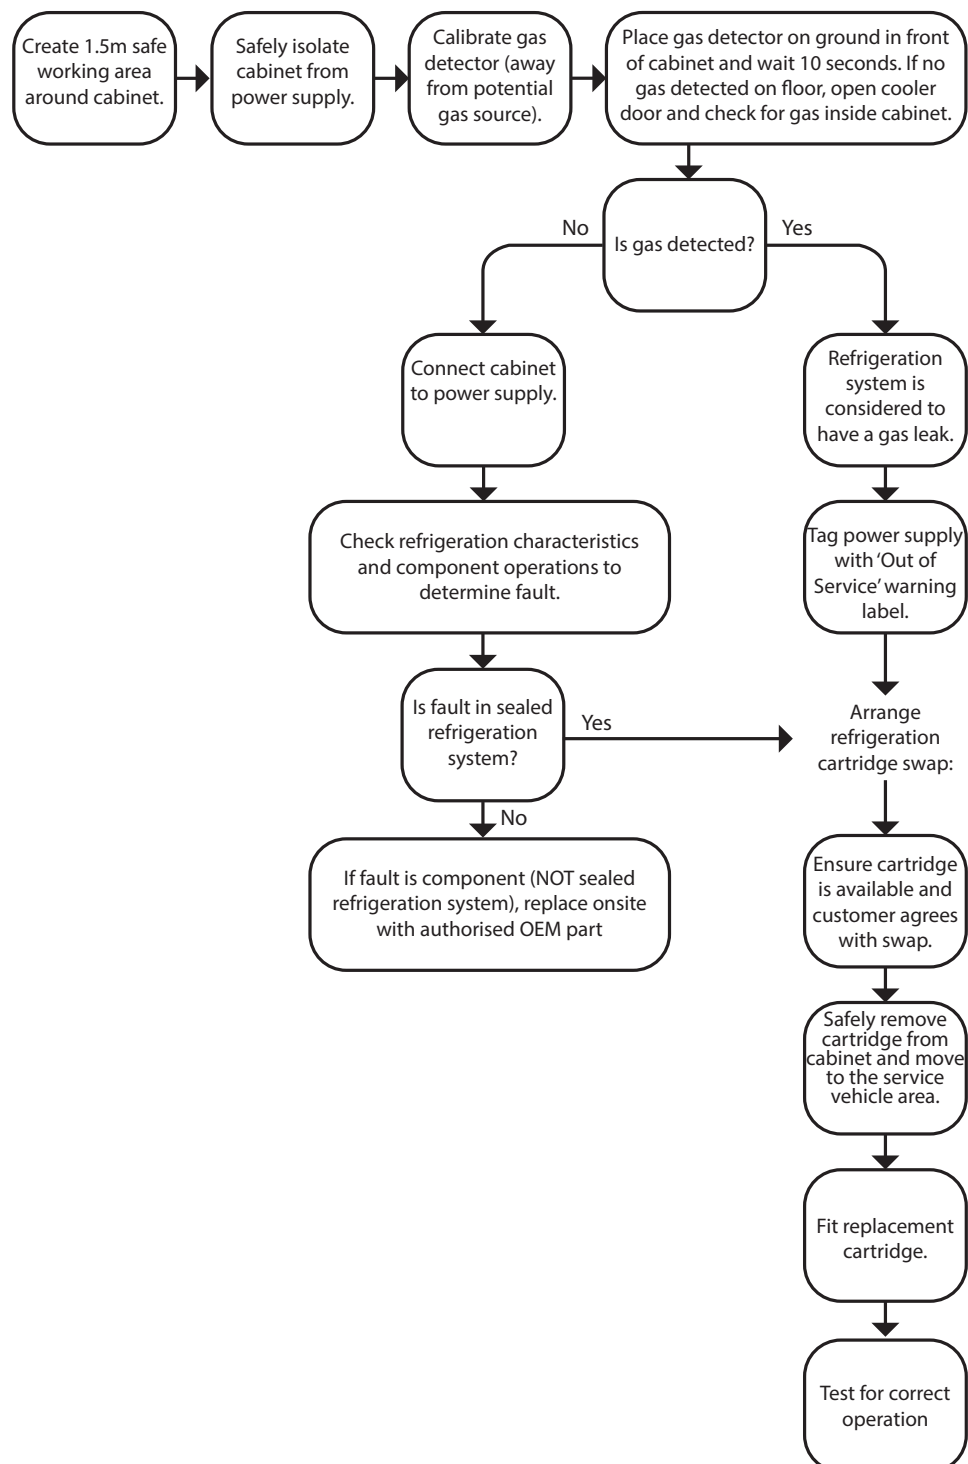 Create 1.5m safe
working area
around cabinet.
Safely isolate
cabinet from
power supply.
Calibrate gas
detector (away
from potential
gas source).
Place gas detector on ground in front
of cabinet and wait 10 seconds. If no
gas detected on floor, open cooler
door and check for gas inside cabinet.
Is gas detected?
No
Yes
Connect cabinet
to power supply.
Refrigeration
system is
considered to
have a gas leak.
Check refrigeration characteristics
and component operations to
determine fault.
Tag power supply
with ‘Out of
Service’ warning
label.
Is fault in sealed
refrigeration
system?
Yes
Arrange
refrigeration
cartridge swap:
No
If fault is component (NOT sealed
refrigeration system), replace onsite
with authorised OEM part
Ensure cartridge
is available and
customer agrees
with swap.
Safely remove
cartridge from
cabinet and move
to the service
vehicle area.
Fit replacement
cartridge.
Test for correct
operation